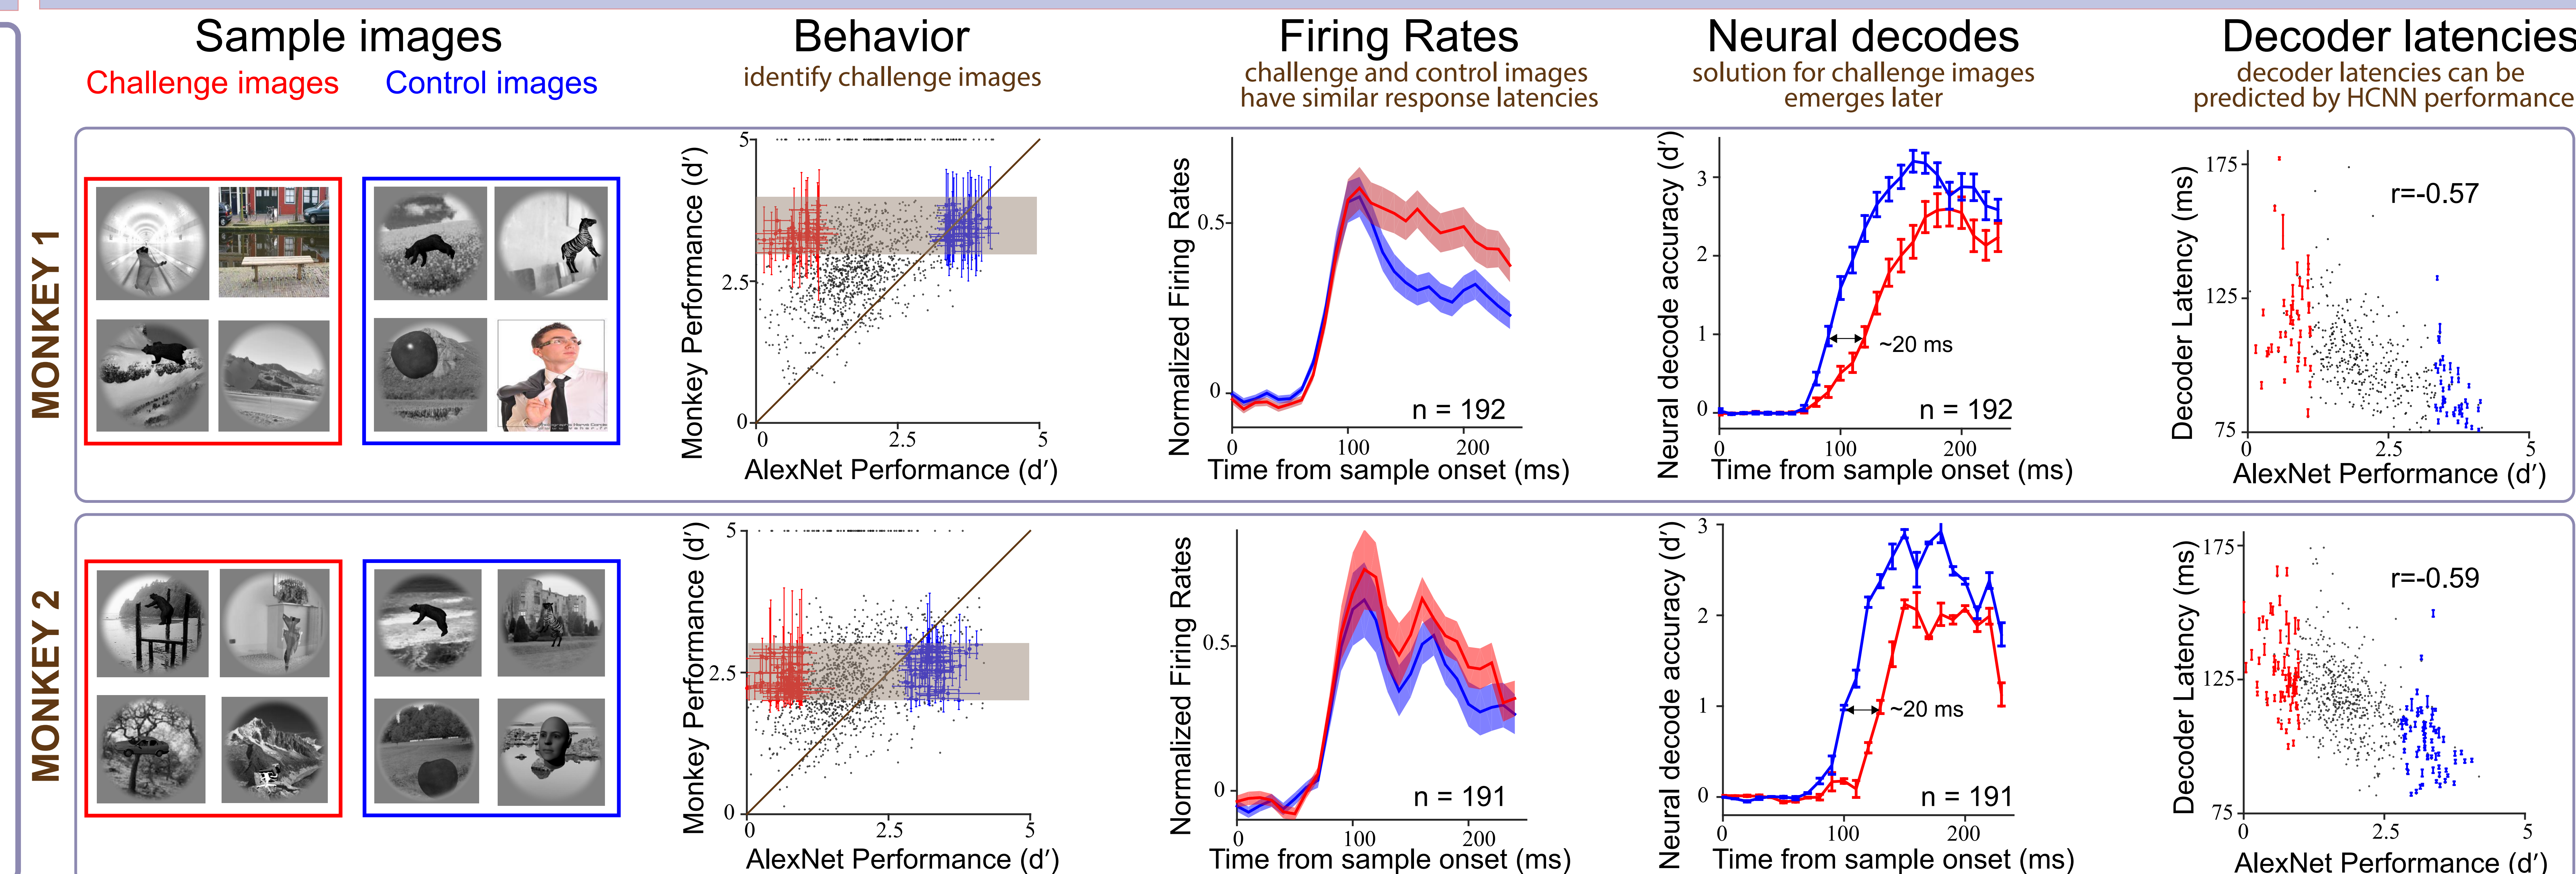 Sample images
Challenge images
Control images
Behavior
identify challenge images
Firing Rates
challenge and control images
have similar response latencies
Neural decodes
solution for challenge images
emerges later
Decoder latencies
decoder latencies can be
predicted by HCNN performance
MONKEY 1
Monkey Performance (d′)
5
2.5
0
0 2.5 5
AlexNet Performance (d′)
Normalized Firing Rates
0.5
0
n = 192
0 100 200
Time from sample onset (ms)
Neural decode accuracy (d′)
3
2
1
0
~20 ms
n = 192
0 100 200
Time from sample onset (ms)
Decoder Latency (ms)
175
125
75
r=-0.57
0 2.5 5
AlexNet Performance (d′)
MONKEY 2
Monkey Performance (d′)
5
2.5
0
0 2.5 5
AlexNet Performance (d′)
Normalized Firing Rates
0.5
0
n = 191
0 100 200
Time from sample onset (ms)
Neural decode accuracy (d′)
3
2
1
0
~20 ms
n = 191
0 100 200
Time from sample onset (ms)
Decoder Latency (ms)
175
125
75
r=-0.59
0 2.5 5
AlexNet Performance (d′)